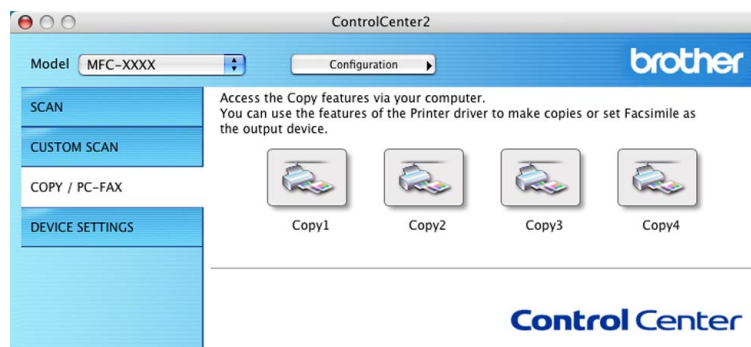 ControlCenter2
Model MFC-XXXX Configuration brother
SCAN
CUSTOM SCAN
COPY / PC-FAX
DEVICE SETTINGS
Access the Copy features via your computer.
You can use the features of the Printer driver to make copies or set Facsimile as
the output device.
Copy1 Copy2 Copy3 Copy4
Control Center